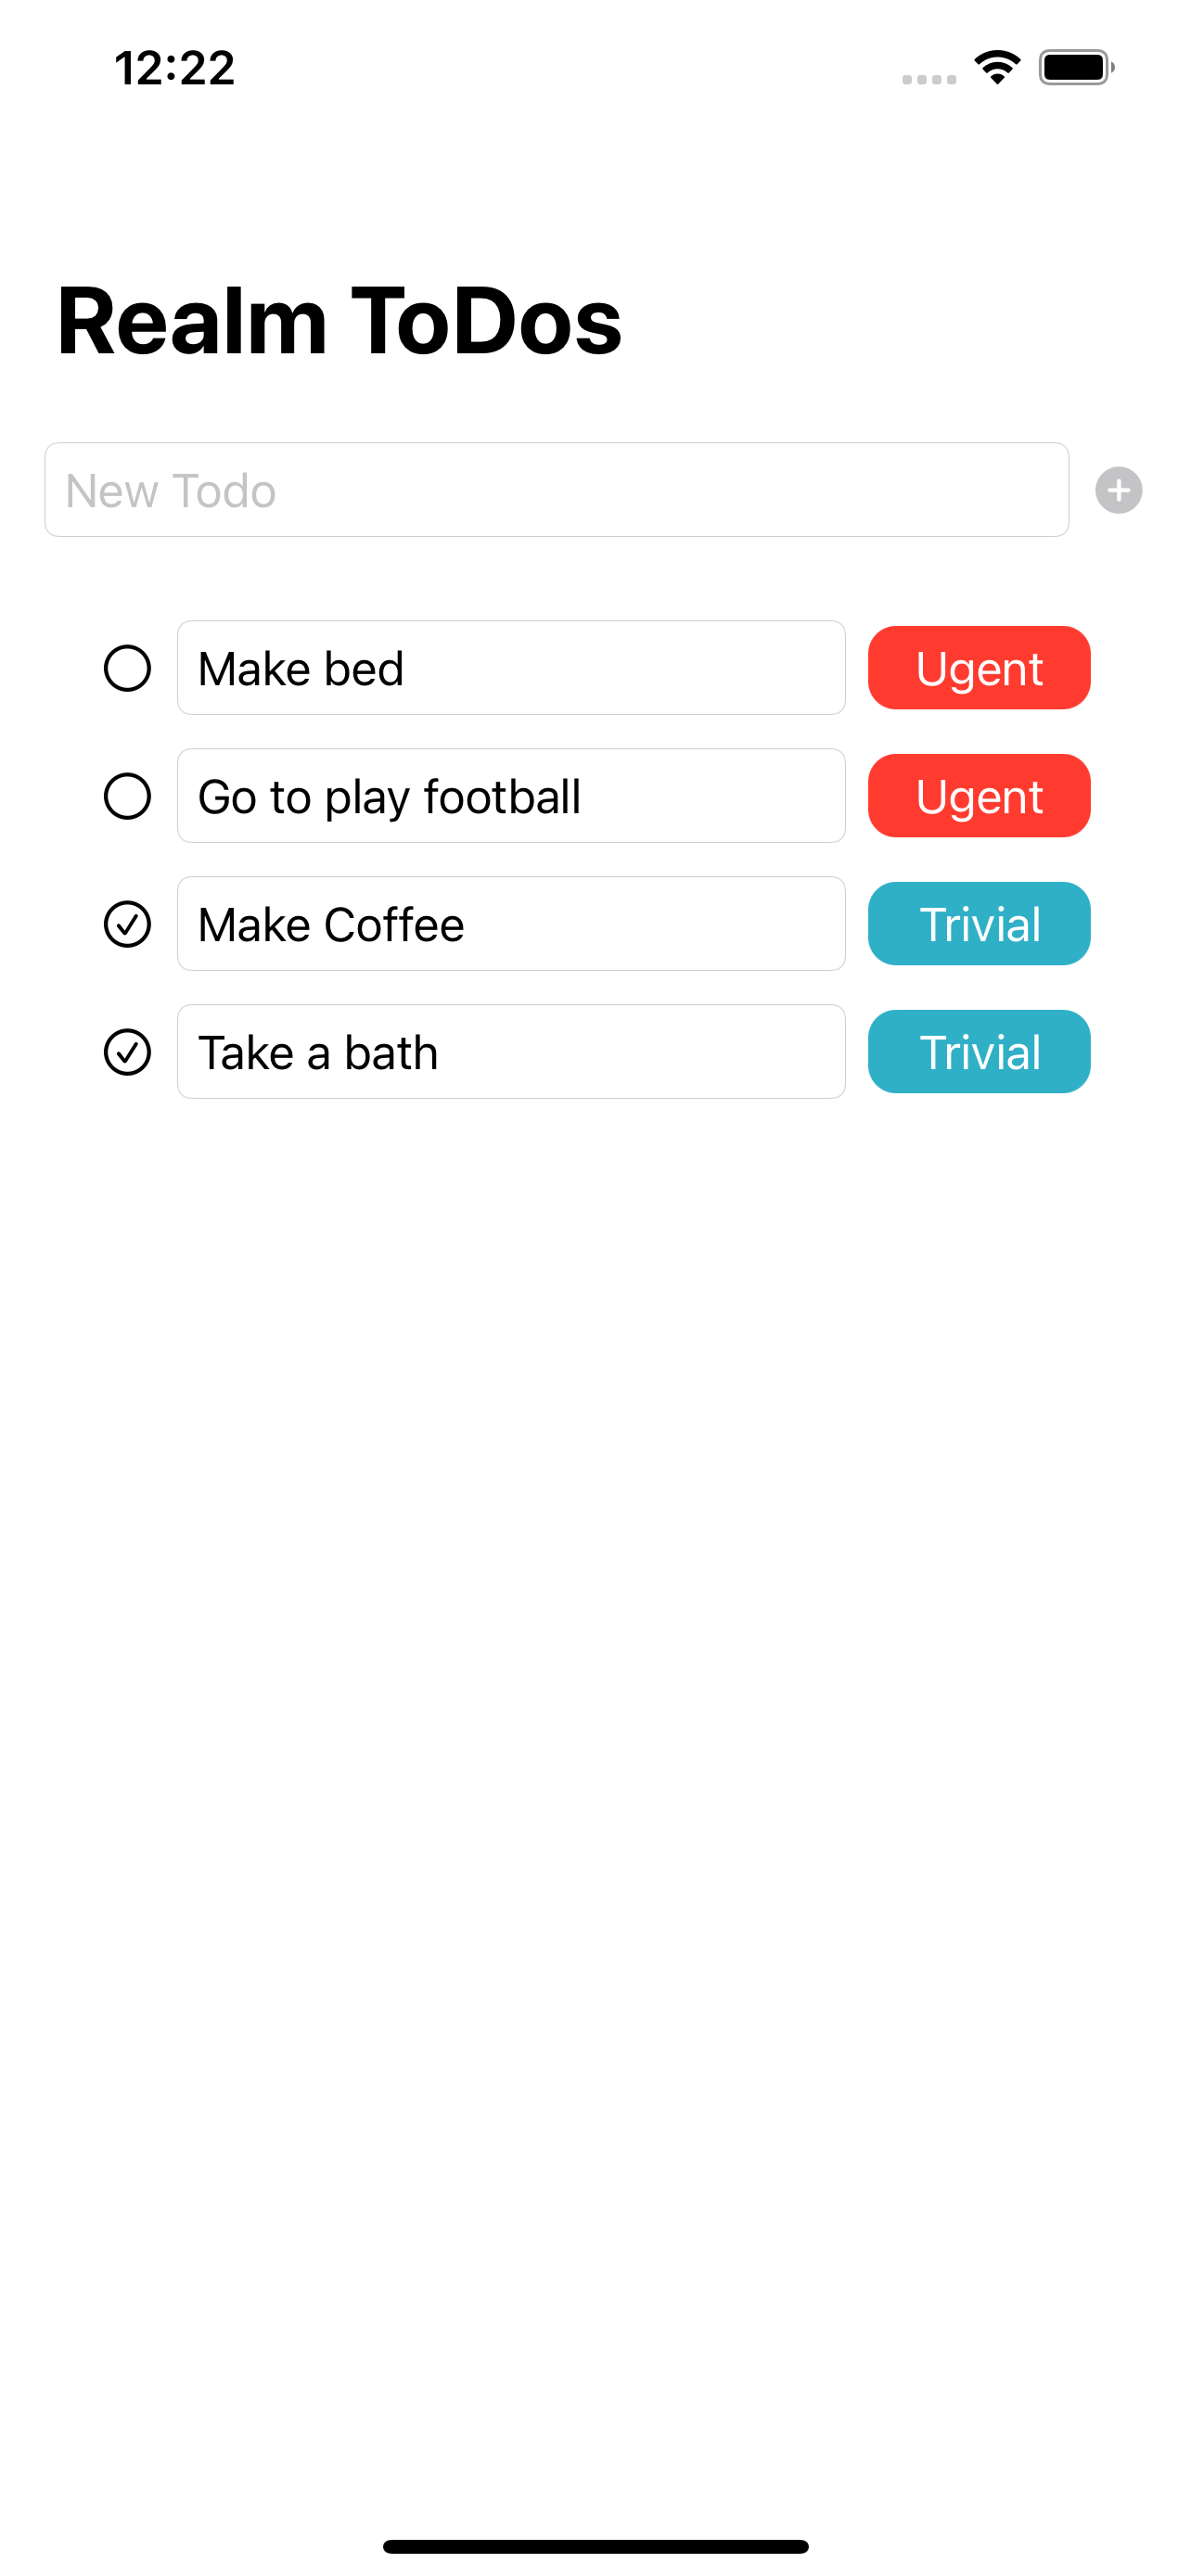 12:22
Realm ToDos
New Todo
Make bed Ugent
Go to play football Ugent
Make Coffee Trivial
Take a bath Trivial